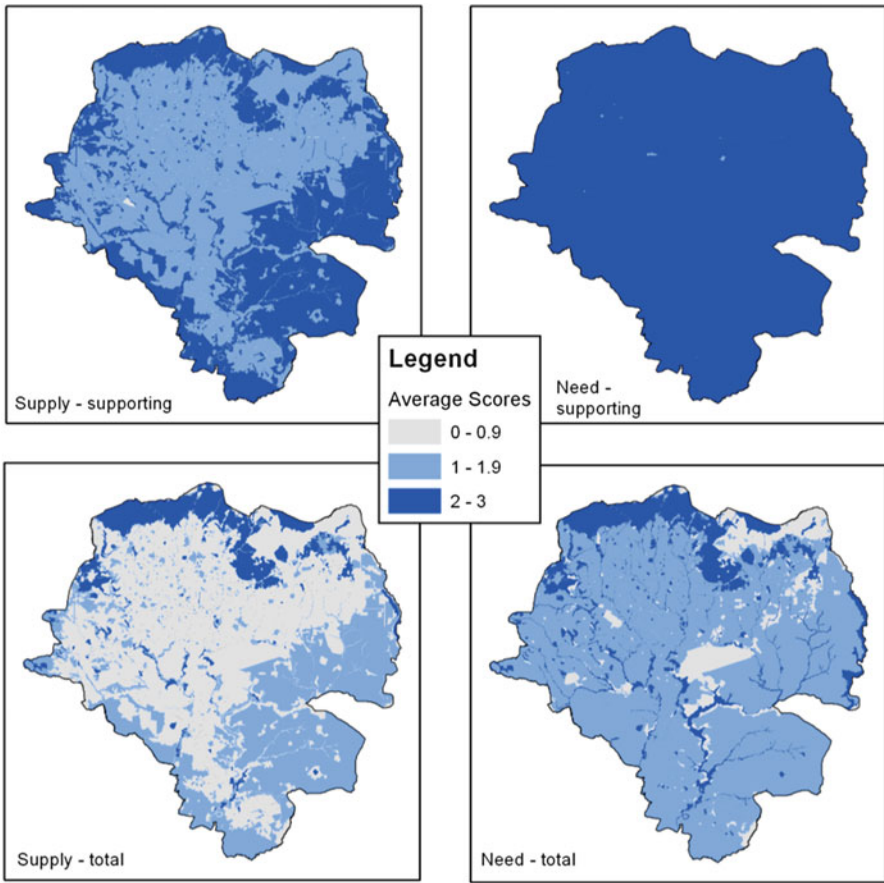 Supply - supporting
Need -
supporting
Legend
Average Scores
0 - 0.9
1 - 1.9
2 - 3
Supply - total
Need - total